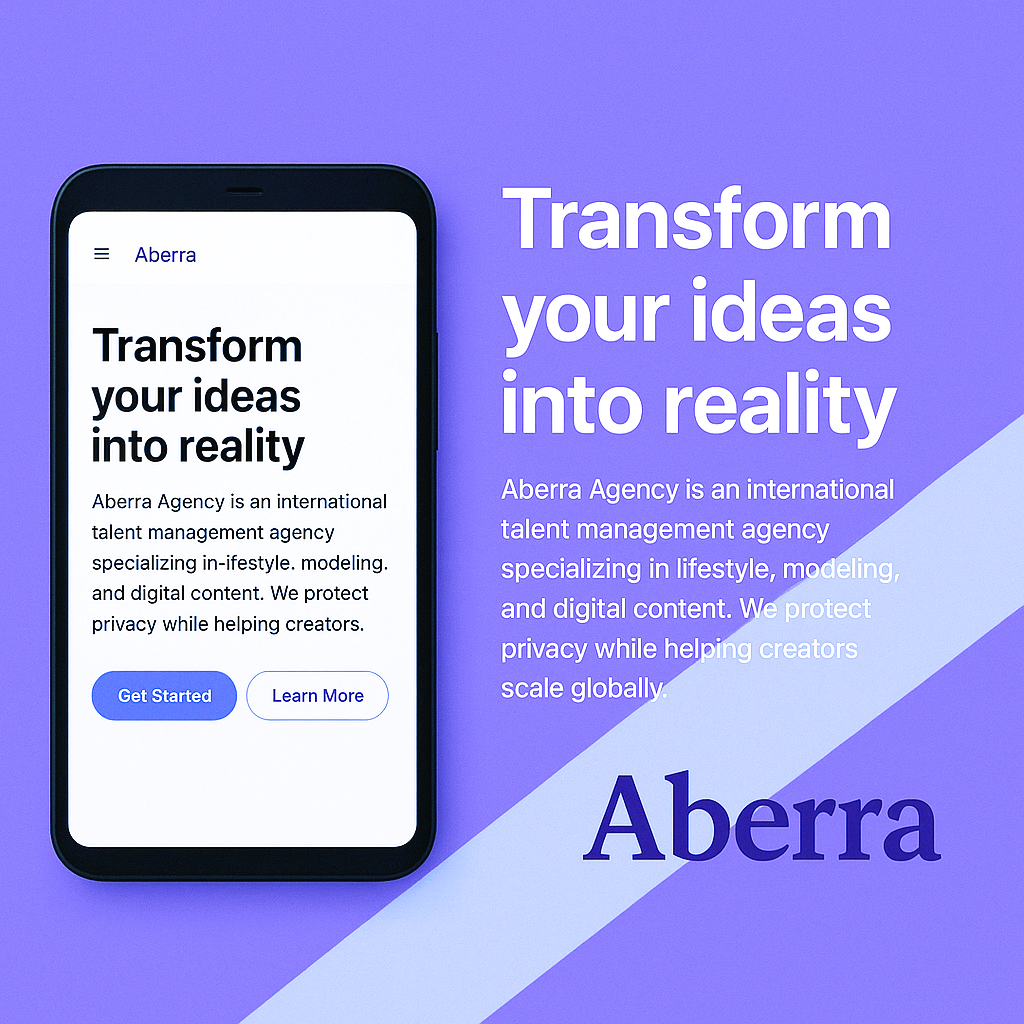 Aberra
Transform
your ideas
into reality
Aberra Agency is an international
talent management agency
specializing in-ifestyle. modeling.
and digital content. We protect
privacy while helping creators.
Get Started
Learn More
Transform
your ideas
into reality
Aberra Agency is an international
talent management agency
specializing in lifestyle, modeling,
and digital content. We protect
privacy while helping creators
scale globally.
Aberra